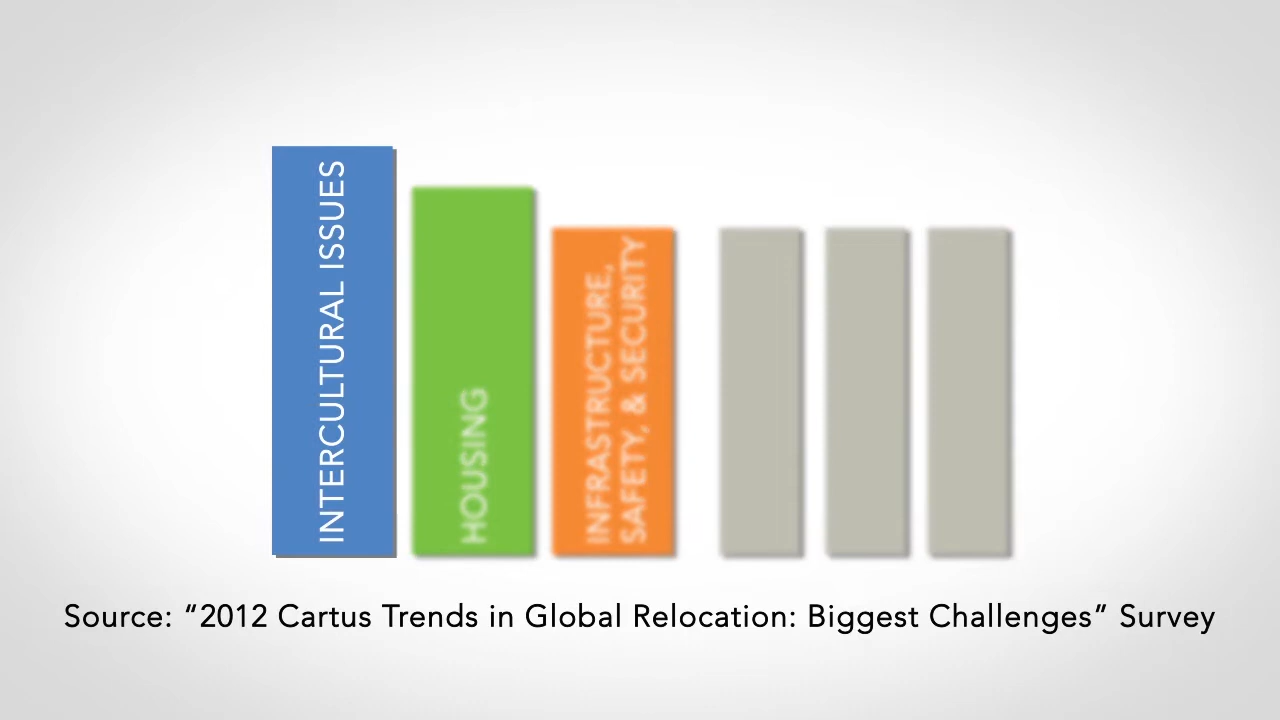 INTERCULTURAL ISSUES
HOUSING
INFRASTRUCTURE,
SAFETY, & SECURITY
Source: “2012 Cartus Trends in Global Relocation: Biggest Challenges” Survey